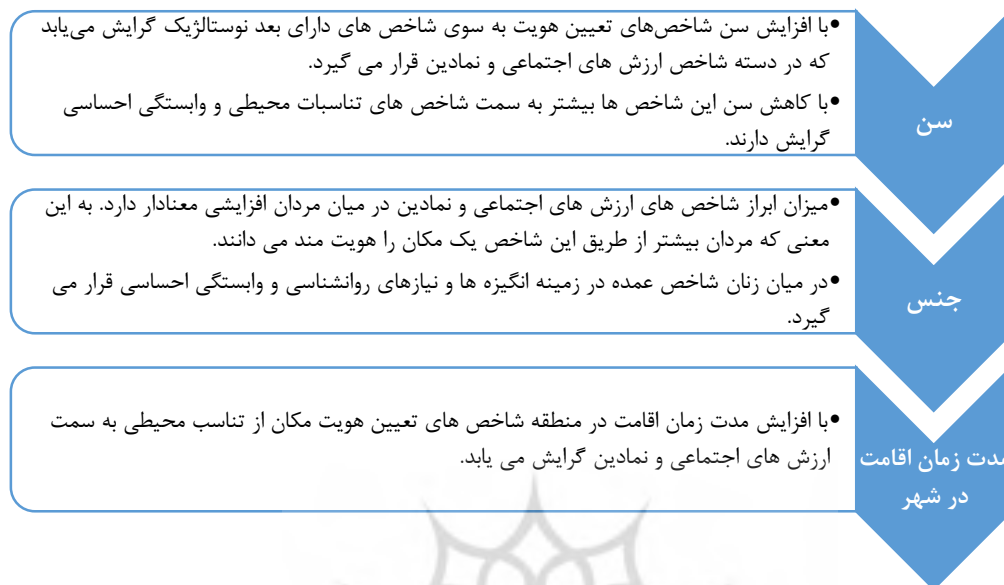 •با افزایش سن شاخص‌های تعیین هویت به سوی شاخص های دارای بعد نوستالژیک گرایش می‌یابد
که در دسته شاخص ارزش های اجتماعی و نمادین قرار می گیرد.
•با کاهش سن این شاخص ها بیشتر به سمت شاخص های تناسبات محیطی و وابستگی احساسی
گرایش دارند.
سن
•میزان ابراز شاخص های ارزش های اجتماعی و نمادین در میان مردان افزایشی معنادار دارد. به این
معنی که مردان بیشتر از طریق این شاخص یک مکان را هویت مند می دانند.
•در میان زنان شاخص عمده در زمینه انگیزه ها و نیازهای روانشناسی و وابستگی احساسی قرار می
گیرد.
جنس
•با افزایش مدت زمان اقامت در منطقه شاخص های تعیین هویت مکان از تناسب محیطی به سمت
ارزش های اجتماعی و نمادین گرایش می یابد.
مدت زمان اقامت
در شهر